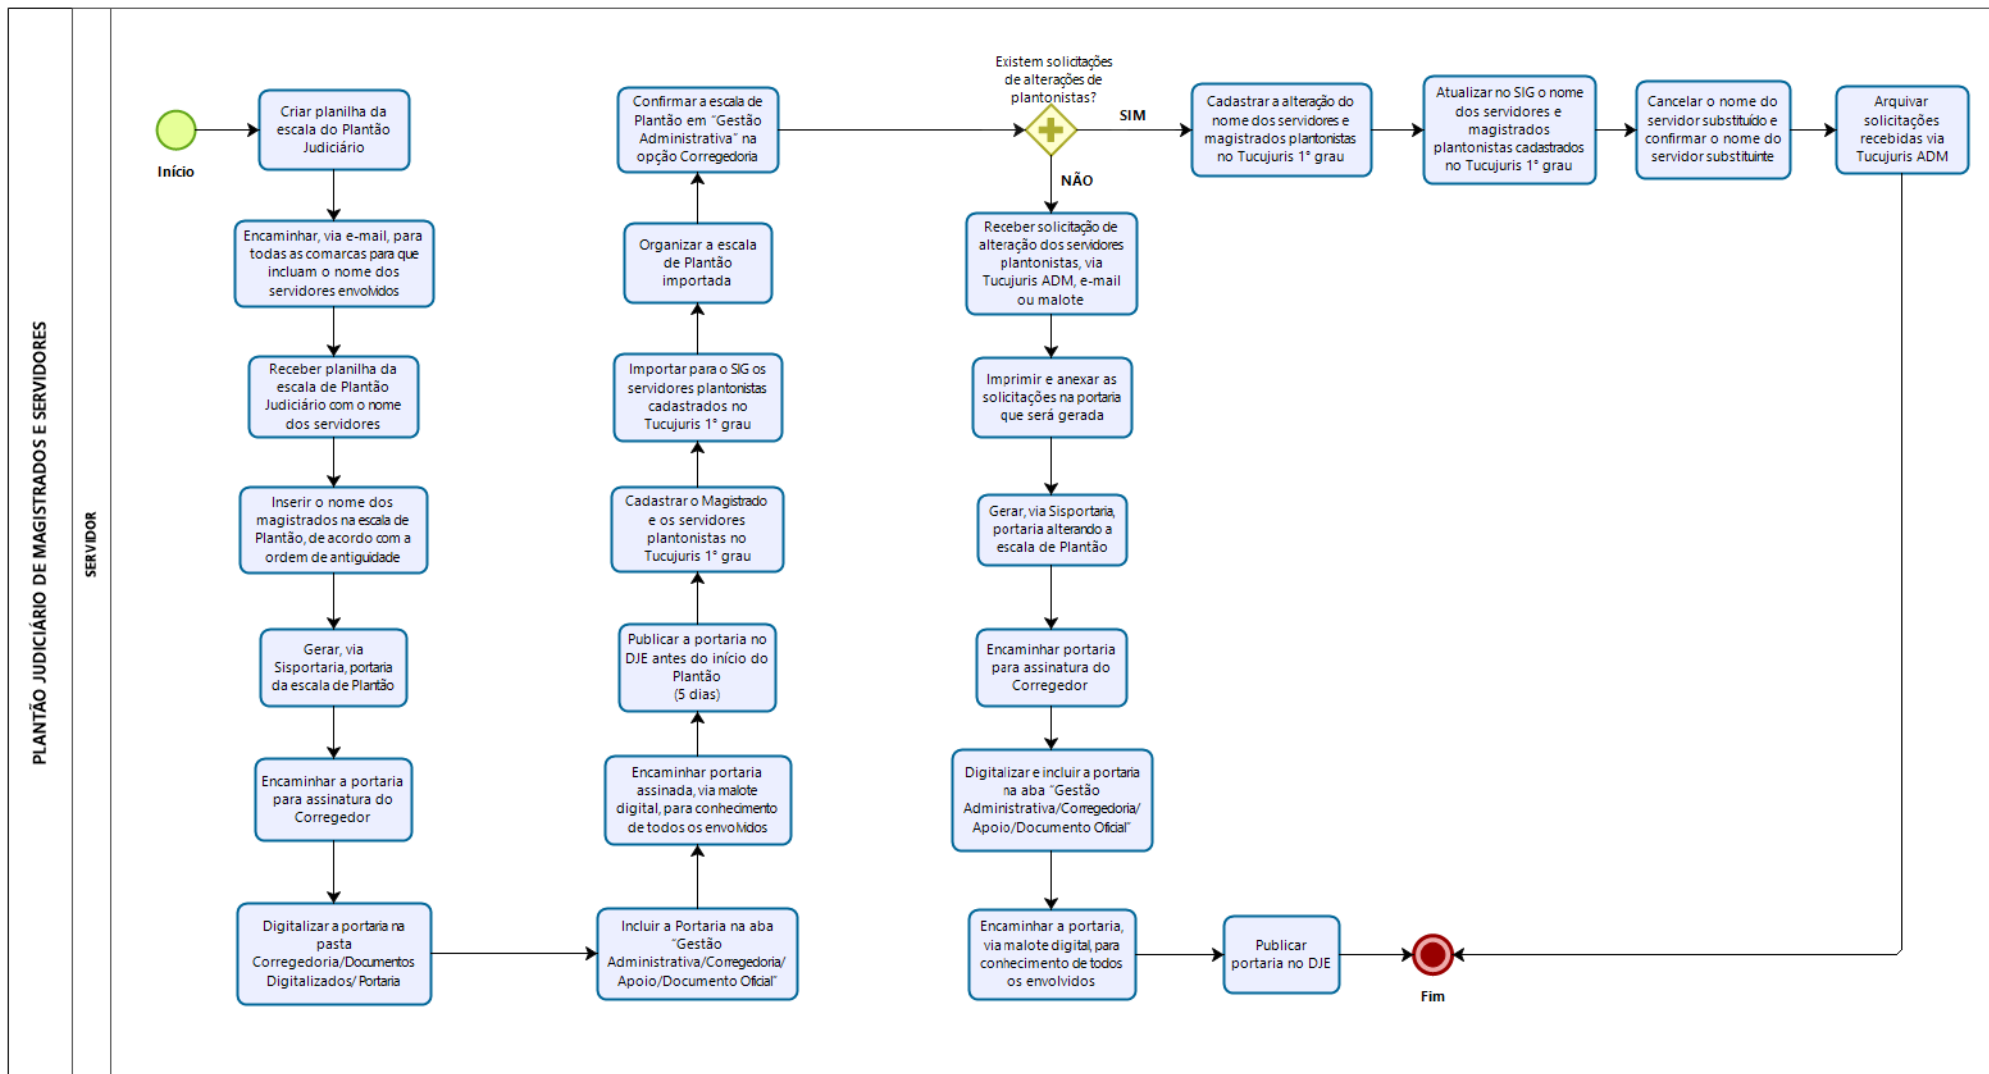 PLANTÃO JUDICIÁRIO DE MAGISTRADOS E SERVIDORES
SERVIDOR
Início
Criar planilha da
escala do Plantão
Judiciário
Encaminhar, via e-mail, para
todas as comarcas para que
incluam o nome dos
servidores envolvidos
Receber planilha da
escala de Plantão
Judiciário com o nome
dos servidores
Inserir o nome dos
magistrados na escala de
Plantão, de acordo com a
ordem de antiguidade
Gerar, via
Sisportaria, portaria
da escala de Plantão
Encaminhar a portaria
para assinatura do
Corregedor
Digitalizar a portaria na
pasta
Corregedoria/Documentos
Digitalizados/ Portaria
Incluir a Portaria na aba
“Gestão
Administrativa/Corregedoria/
Apoio/Documento Oficial”
Encaminhar portaria
assinada, via malote
digital, para conhecimento
de todos os envolvidos
Publicar a portaria no
DJE antes do início do
Plantão
(5 dias)
Cadastrar o Magistrado
e os servidores
plantonistas no
Tucujuris 1° grau
Importar para o SIG os
servidores plantonistas
cadastrados no
Tucujuris 1° grau
Organizar a escala
de Plantão
importada
Confirmar a escala de
Plantão em “Gestão
Administrativa” na
opção Corregedoria
Existem solicitações
de alterações de
plantonistas?
SIM
Cadastrar a alteração do
nome dos servidores e
magistrados plantonistas
no Tucujuris 1° grau
Atualizar no SIG o nome
dos servidores e
magistrados
plantonistas cadastrados
no Tucujuris 1° grau
Cancelar o nome do
servidor substituído e
confirmar o nome do
servidor substituinte
Arquivar
solicitações
recebidas via
Tucujuris ADM
NÃO
Receber solicitação de
alteração dos servidores
plantonistas, via
Tucujuris ADM, e-mail
ou malote
Imprimir e anexar as
solicitações na portaria
que será gerada
Gerar, via Sisportaria,
portaria alterando a
escala de Plantão
Encaminhar portaria
para assinatura do
Corregedor
Digitalizar e incluir a portaria
na aba “Gestão
Administrativa/Corregedoria/
Apoio/Documento Oficial”
Encaminhar a portaria,
via malote digital, para
conhecimento de todos
os envolvidos
Publicar
portaria no DJE
Fim